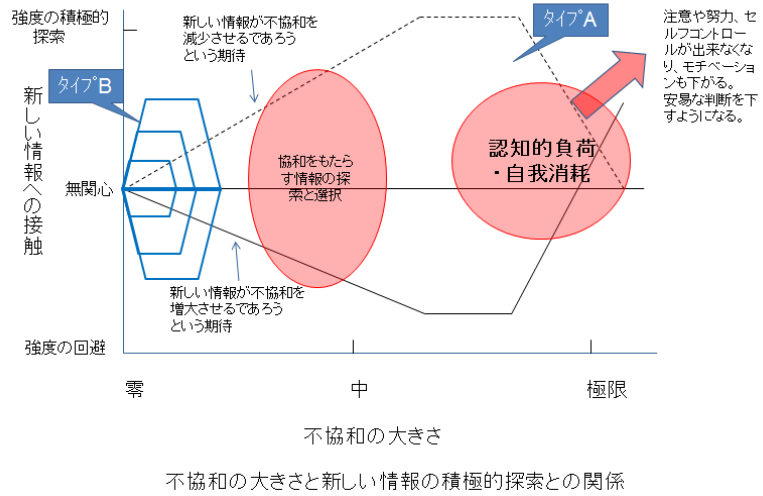 強度の積極的
探索
新しい情報が不協和を
減少させるであろう
という期待
タイプA
注意や努力、セ
ルフコントロー
ルが出来なくな
り、モチベーショ
ンも下がる。
安易な判断を下
すようになる。
タイプB
新しい情報への接触
無関心
協和をもたら
す情報の探
索と選択
認知的負荷
・自我消耗
新しい情報が不協和を
増大させるであろう
という期待
強度の回避
零
中
極限
不協和の大きさ
不協和の大きさと新しい情報の積極的探索との関係